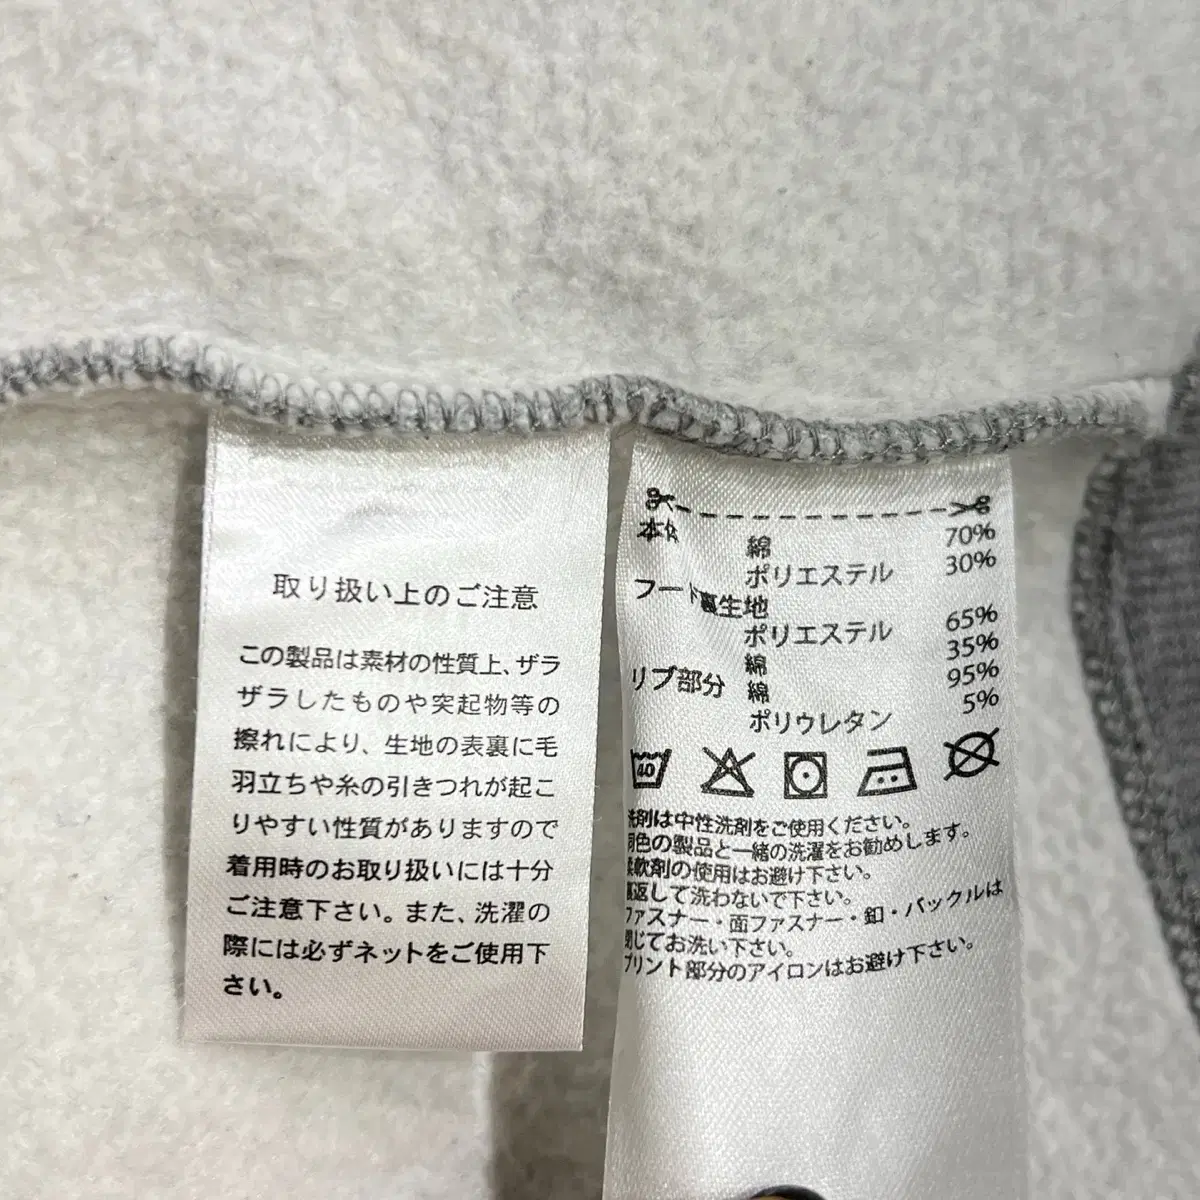 取り扱い上のご注意
この製品は素材の性質上、ザラ
ザラしたものや突起物等の
擦れにより、生地の表裏に毛
羽立ちや糸の引きつれが起こ
りやすい性質がありますので
着用時のお取り扱いには十分
ご注意下さい。また、洗濯の
際には必ずネットをご使用下
さい。
本体 綿 70%
ポリエステル 30%
フード裏生地
ポリエステル 65%
綿 35%
リブ部分 綿 95%
ポリウレタン 5%
40
洗剤は中性洗剤をご使用ください。
同色の製品と一緒の洗濯をお勧めします。
柔軟剤の使用はお避け下さい。
裏返して洗わないで下さい。
ファスナー・面ファスナー・釦・バックルは
閉じてお洗い下さい。
プリント部分のアイロンはお避け下さい。